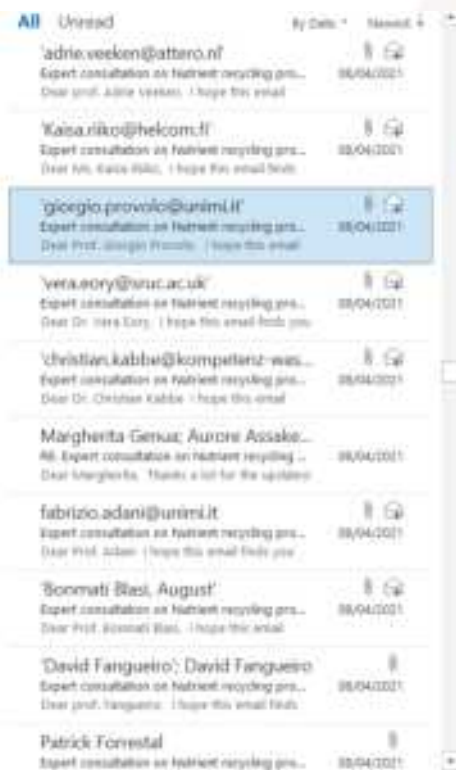 All Unread By Date Newest
'adrie.veeken@attero.nl'
Expert consultation on Nutrient recycling pro... 08/04/2021
Dear prof. Adrie Veeken, I hope this email
'Kaisa.riiko@helcom.fi'
Expert consultation on Nutrient recycling pro... 08/04/2021
Dear Ms. Kaisa Riiko, I hope this email finds
'giorgio.provolo@unimi.it'
Expert consultation on Nutrient recycling pro... 08/04/2021
Dear Prof. Giorgio Provolo, I hope this email
'vera.eory@sruc.ac.uk'
Expert consultation on Nutrient recycling pro... 08/04/2021
Dear Dr. Vera Eory, I hope this email finds you
'christian.kabbe@kompetenz-was...
Expert consultation on Nutrient recycling pro... 08/04/2021
Dear Dr. Christian Kabbe I hope this email
Margherita Genua; Aurore Assake...
RE: Expert consultation on Nutrient recycling ... 08/04/2021
Dear Margherita, Thanks a lot for the updates!
fabrizio.adani@unimi.it
Expert consultation on Nutrient recycling pro... 08/04/2021
Dear Prof. Adani I hope this email finds you
'Bonmati Blasi, August'
Expert consultation on Nutrient recycling pro... 08/04/2021
Dear Prof. Bonmati Blasi, I hope this email
'David Fangueiro'; David Fangueiro
Expert consultation on Nutrient recycling pro... 08/04/2021
Dear prof. Fangueiro, I hope this email finds
Patrick Forrestal
Expert consultation on Nutrient recycling pro... 08/04/2021